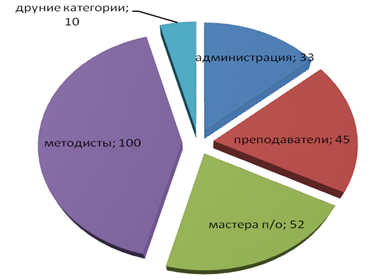 друние категории;
10
администрация; 33
преподаватели; 45
методисты; 100
мастера п/о; 52